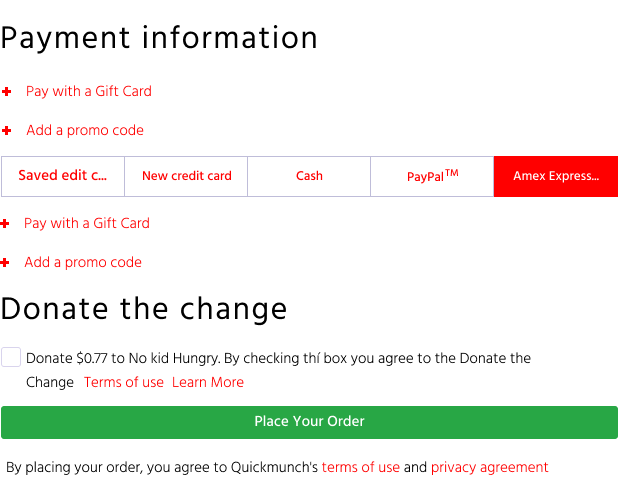 Payment information
Pay with a Gift Card
Add a promo code
Saved edit c... New credit card Cash PayPal™ Amex Express...
Pay with a Gift Card
Add a promo code
Donate the change
Donate $0.77 to No kid Hungry. By checking thí box you agree to the Donate the
Change Terms of use Learn More
Place Your Order
By placing your order, you agree to Quickmunch's terms of use and privacy agreement